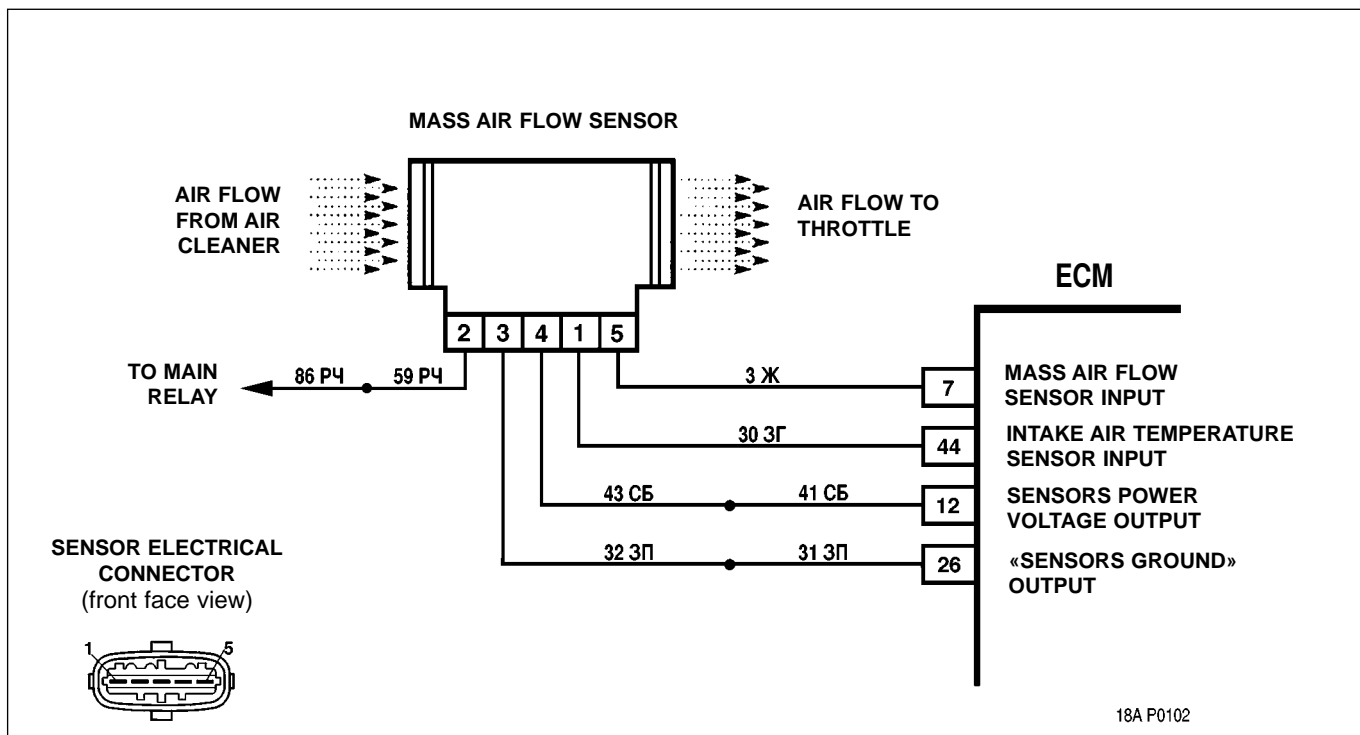 MASS AIR FLOW SENSOR
AIR FLOW
FROM AIR
CLEANER
AIR FLOW TO
THROTTLE
ECM
2 3 4 1 5
TO MAIN
RELAY
86 РЧ
59 РЧ
3 Ж
7
MASS AIR FLOW
SENSOR INPUT
30 ЗГ
44
INTAKE AIR TEMPERATURE
SENSOR INPUT
43 СБ
41 СБ
12
SENSORS POWER
VOLTAGE OUTPUT
32 ЗП
31 ЗП
26
«SENSORS GROUND»
OUTPUT
SENSOR ELECTRICAL
CONNECTOR
(front face view)
1 5
18A P0102